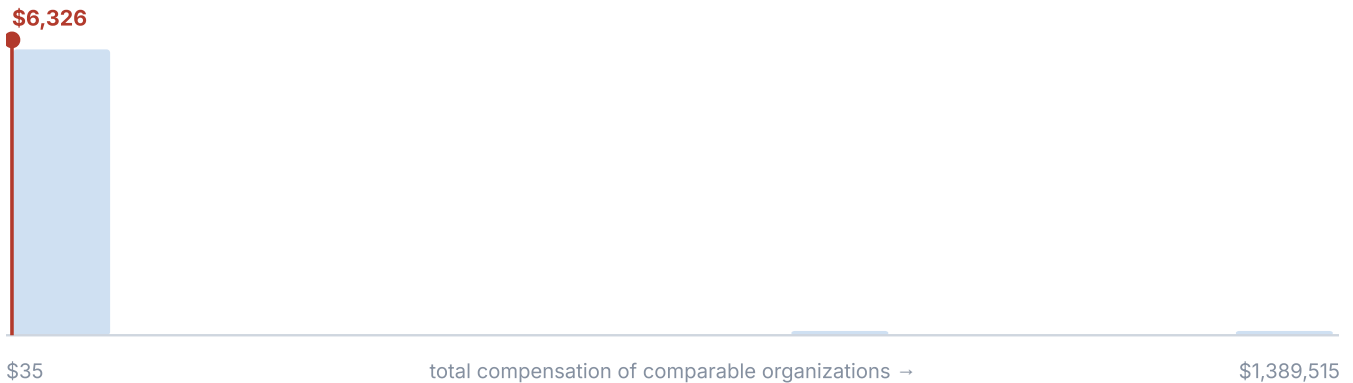 $6,326
$35 total compensation of comparable organizations → $1,389,515